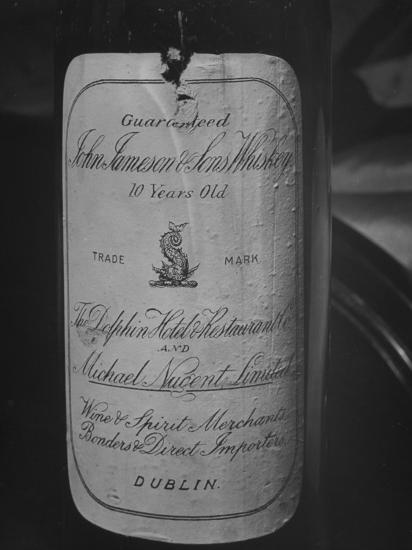 Guaranteed
John Jameson & Sons Whiskey
10 Years Old
TRADE MARK
The Dolphin Hotel & Restaurant Co
AND
Michael Nugent Limited
Wine & Spirit Merchants,
Bonders & Direct Importers,
DUBLIN.